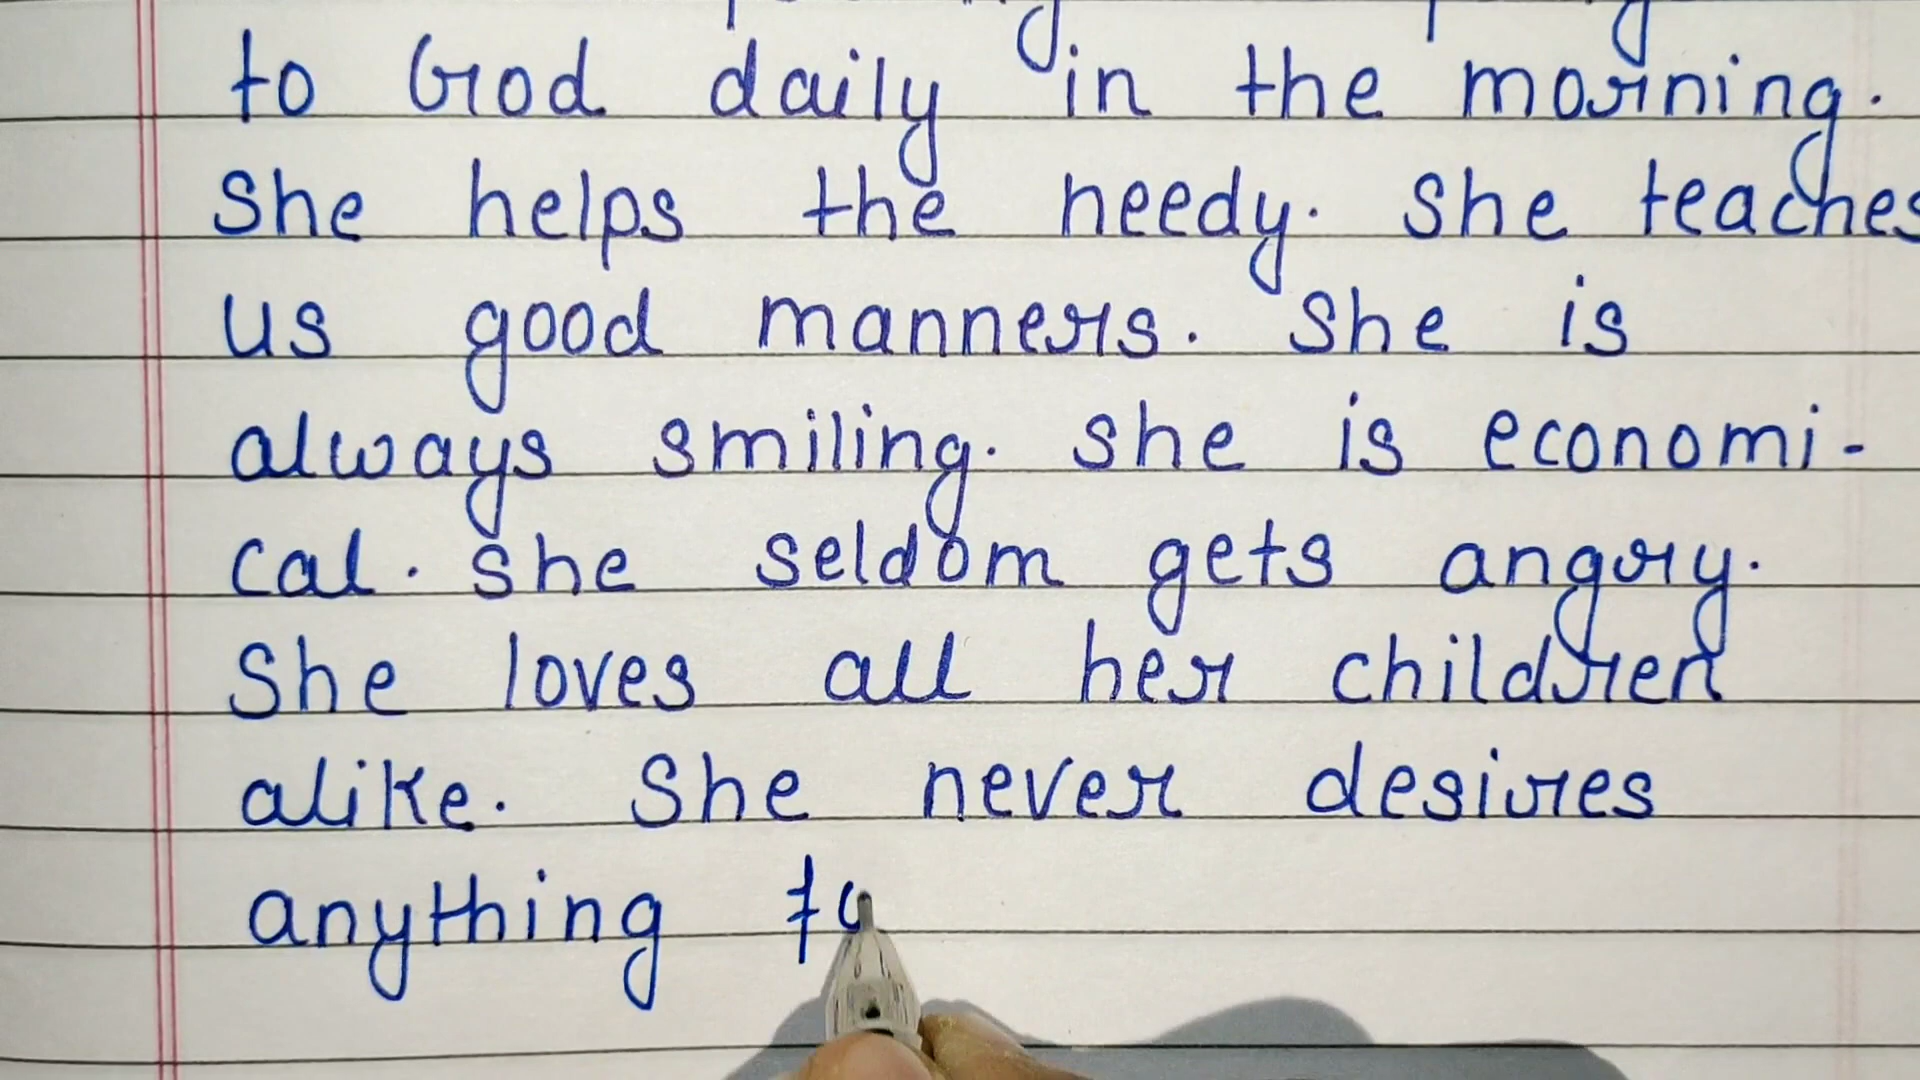 to God daily in the morning.
She helps the needy. She teaches
us good manners. She is
always smiling. She is economi-
cal. She seldom gets angry.
She loves all her children
alike. She never desires
anything